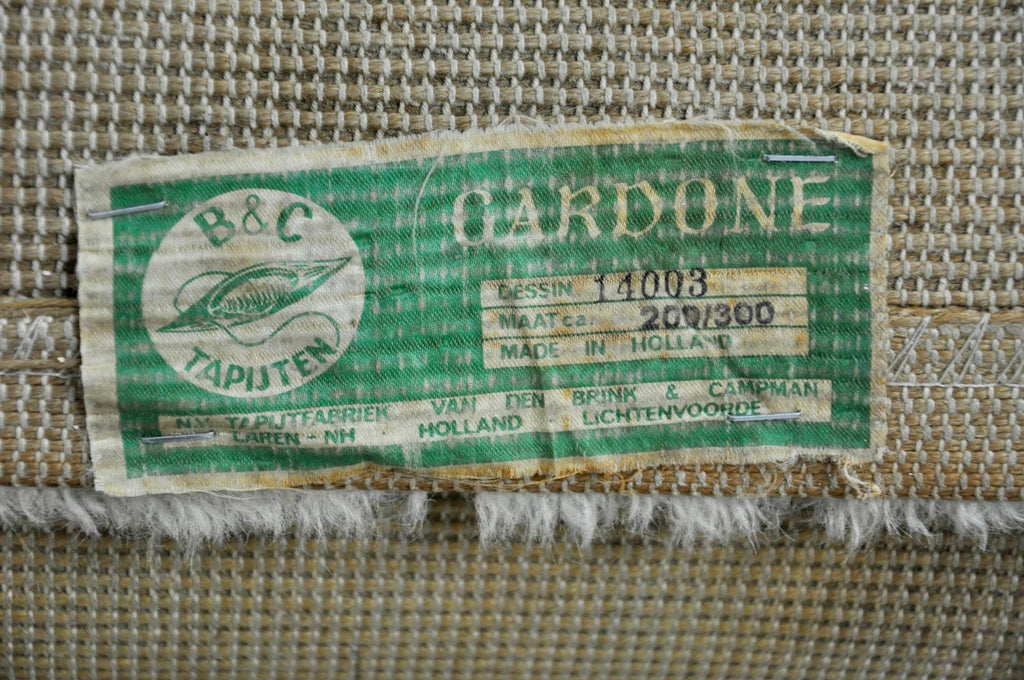 B & C
TAPIJTEN
GARDONE
DESSIN 14003
MAAT ca. 200/300
MADE IN HOLLAND
N.V. TAPIJTFABRIEK VAN DEN BRINK & CAMPMAN
LAREN - NH HOLLAND LICHTENVOORDE